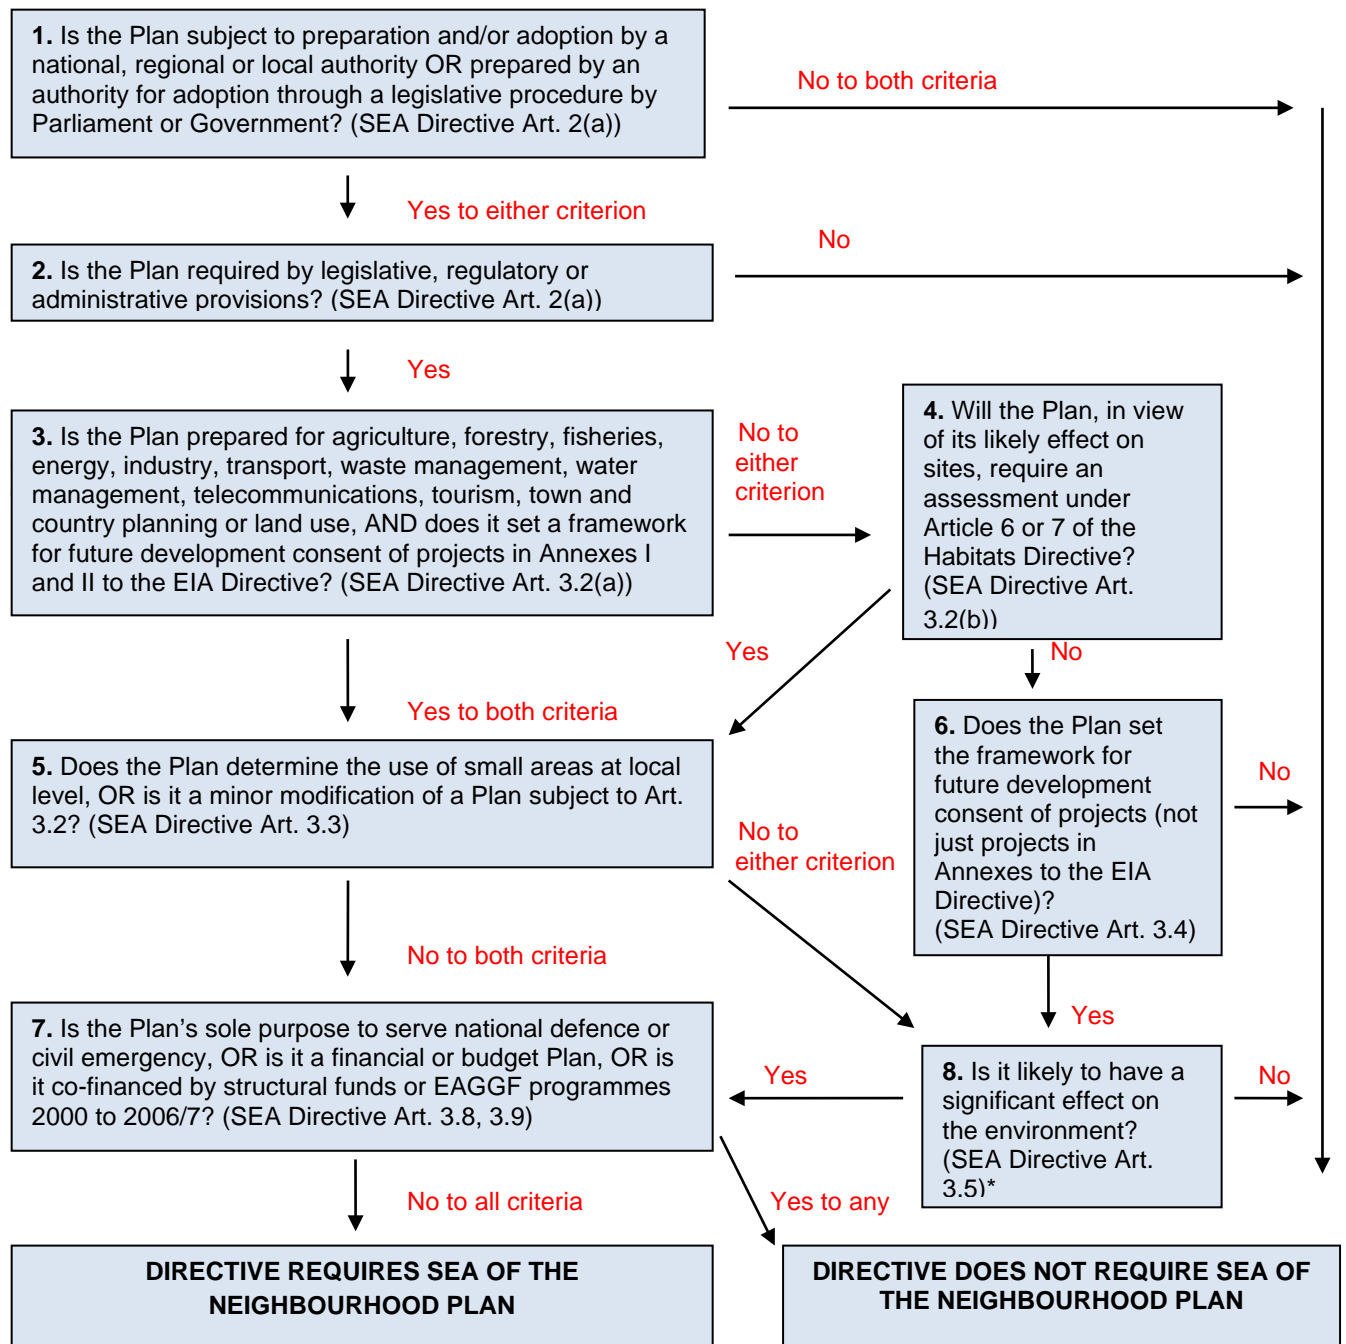 1. Is the Plan subject to preparation and/or adoption by a
national, regional or local authority OR prepared by an
authority for adoption through a legislative procedure by
Parliament or Government? (SEA Directive Art. 2(a))
No to both criteria
Yes to either criterion
No
2. Is the Plan required by legislative, regulatory or
administrative provisions? (SEA Directive Art. 2(a))
Yes
3. Is the Plan prepared for agriculture, forestry, fisheries,
energy, industry, transport, waste management, water
management, telecommunications, tourism, town and
country planning or land use, AND does it set a framework
for future development consent of projects in Annexes I
and II to the EIA Directive? (SEA Directive Art. 3.2(a))
No to
either
criterion
4. Will the Plan, in view
of its likely effect on
sites, require an
assessment under
Article 6 or 7 of the
Habitats Directive?
(SEA Directive Art.
3.2(b))
Yes
No
Yes to both criteria
5. Does the Plan determine the use of small areas at local
level, OR is it a minor modification of a Plan subject to Art.
3.2? (SEA Directive Art. 3.3)
6. Does the Plan set
the framework for
future development
consent of projects (not
just projects in
Annexes to the EIA
Directive)?
(SEA Directive Art. 3.4)
No
No to
either criterion
No to both criteria
Yes
7. Is the Plan’s sole purpose to serve national defence or
civil emergency, OR is it a financial or budget Plan, OR is
it co-financed by structural funds or EAGGF programmes
2000 to 2006/7? (SEA Directive Art. 3.8, 3.9)
Yes
8. Is it likely to have a
significant effect on
the environment?
(SEA Directive Art.
3.5)*
No
No to all criteria
Yes to any
DIRECTIVE REQUIRES SEA OF THE
NEIGHBOURHOOD PLAN
DIRECTIVE DOES NOT REQUIRE SEA OF
THE NEIGHBOURHOOD PLAN